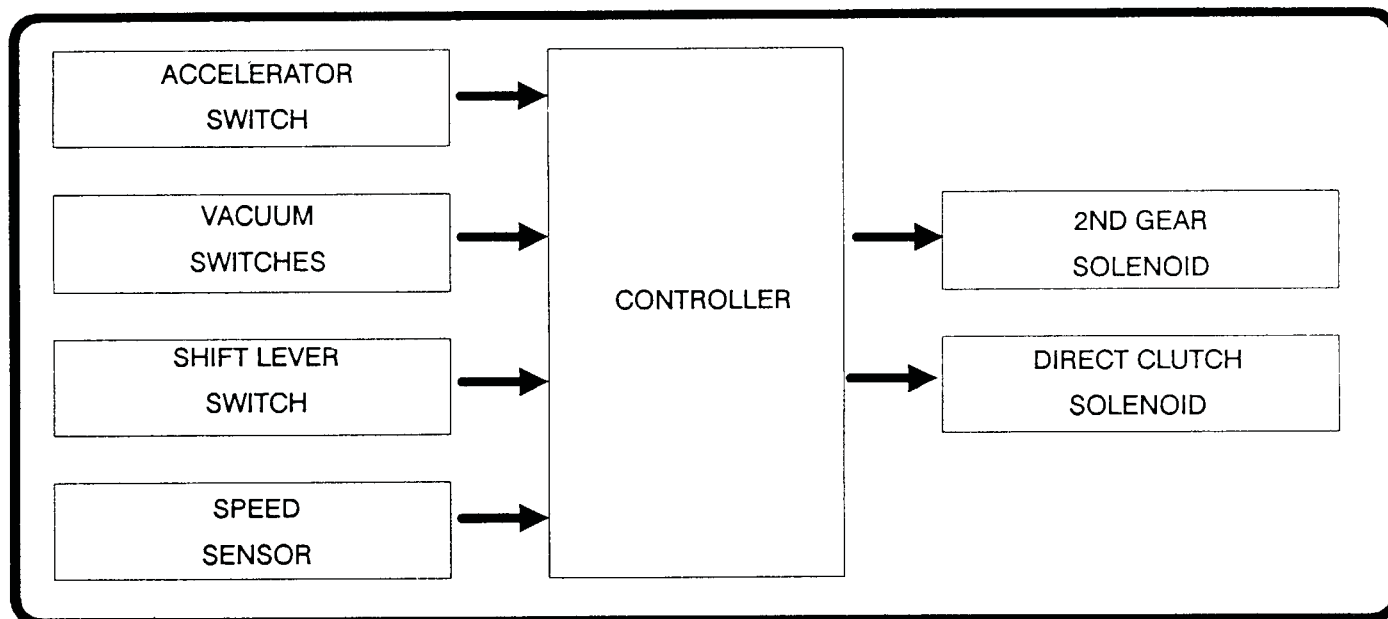 ACCELERATOR
SWITCH
VACUUM
SWITCHES
SHIFT LEVER
SWITCH
SPEED
SENSOR
CONTROLLER
2ND GEAR
SOLENOID
DIRECT CLUTCH
SOLENOID